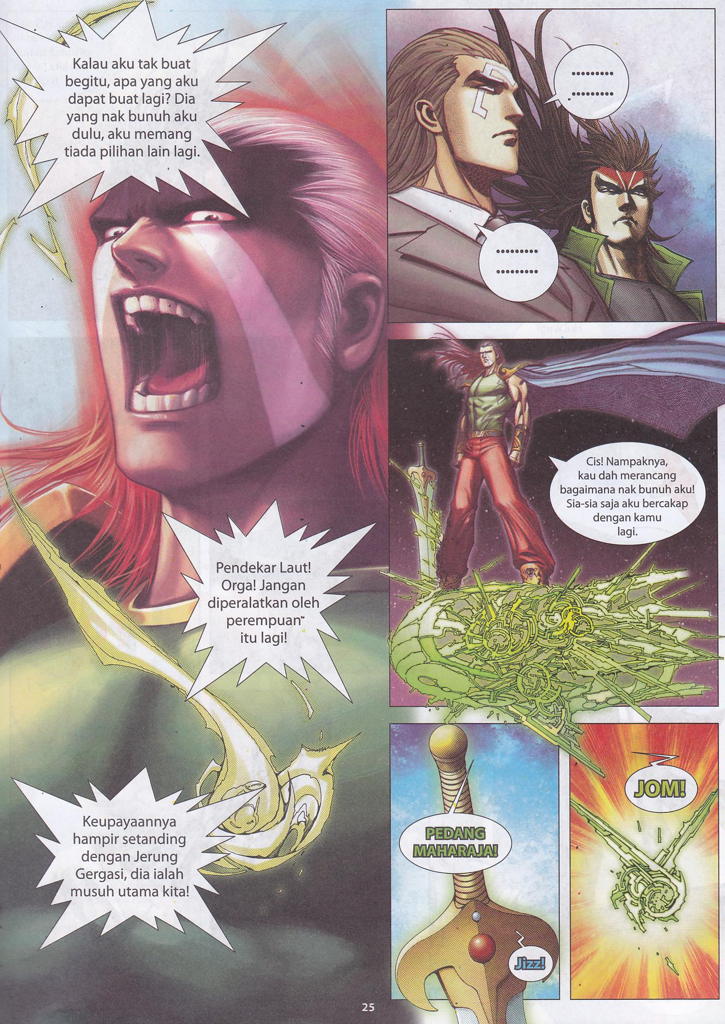 Kalau aku tak buat
begitu, apa yang aku
dapat buat lagi? Dia
yang nak bunuh aku
dulu, aku memang
tiada pilihan lain lagi.
Pendekar Laut!
Orga! Jangan
diperalatkan oleh
perempuan
itu lagi!
Keupayaannya
hampir setanding
dengan Jerung
Gergasi, dia ialah
musuh utama kita!
..........
..........
..........
..........
Cis! Nampaknya,
kau dah merancang
bagaimana nak bunuh aku!
Sia-sia saja aku bercakap
dengan kamu
lagi.
PEDANG
MAHARAJA!
Jizz!
JOM!
25